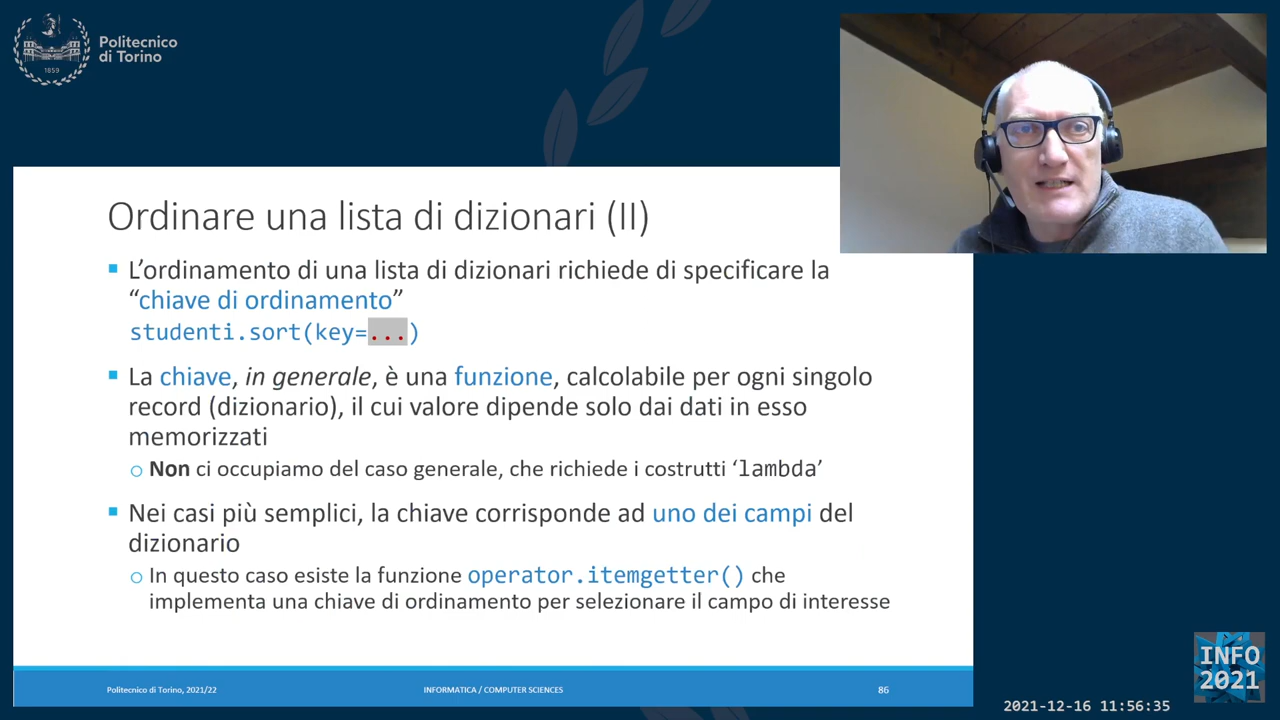 Politecnico
di Torino
1859
Ordinare una lista di dizionari (II)
L’ordinamento di una lista di dizionari richiede di specificare la
“chiave di ordinamento”
studenti.sort(key=...)
La chiave, in generale, è una funzione, calcolabile per ogni singolo
record (dizionario), il cui valore dipende solo dai dati in esso
memorizzati
Non ci occupiamo del caso generale, che richiede i costrutti ‘lambda’
Nei casi più semplici, la chiave corrisponde ad uno dei campi del
dizionario
In questo caso esiste la funzione operator.itemgetter() che
implementa una chiave di ordinamento per selezionare il campo di interesse
Politecnico di Torino, 2021/22
INFORMATICA / COMPUTER SCIENCES
86
INFO
2021
2021-12-16 11:56:35